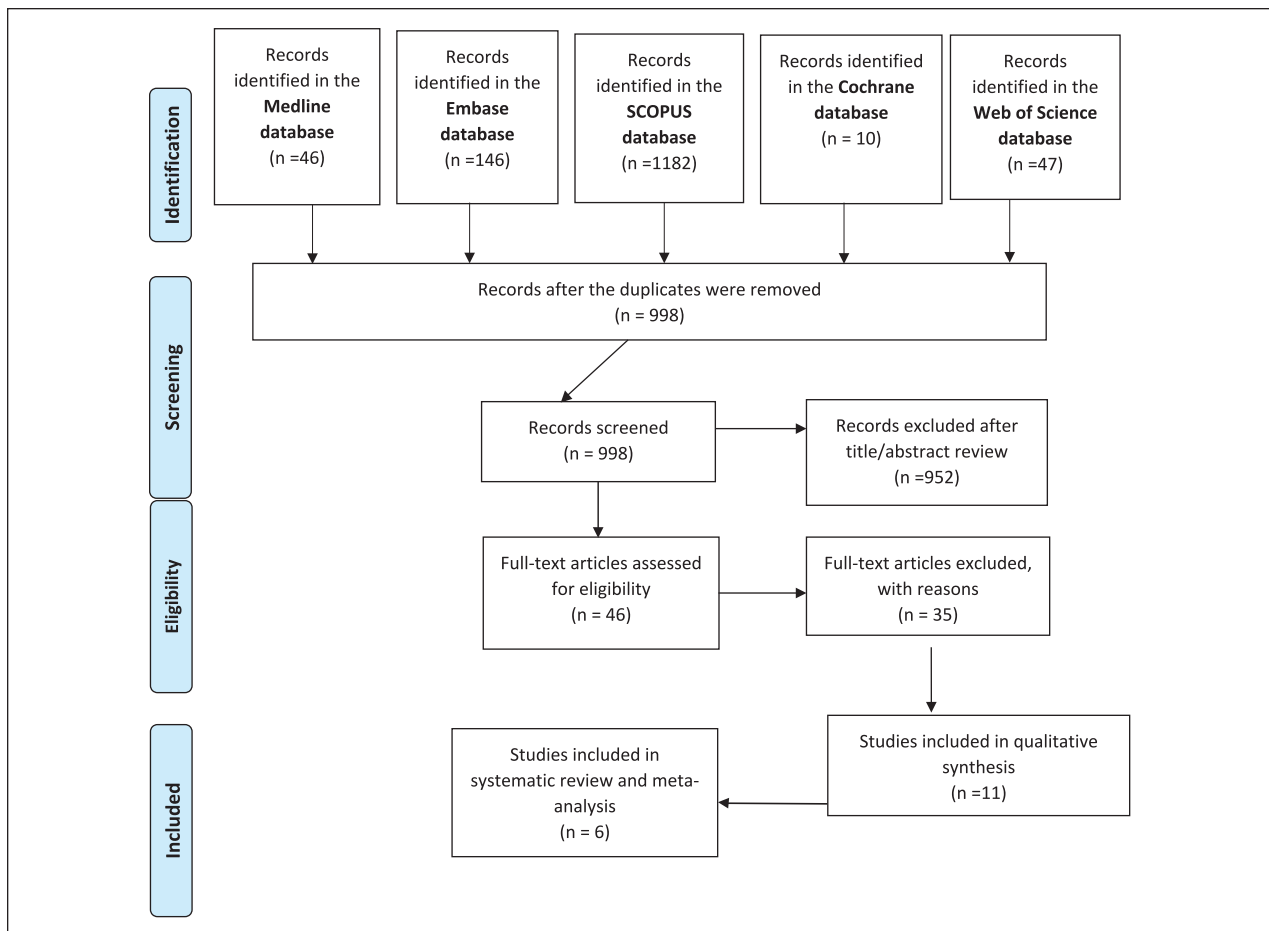 Identification
Records
identified in the
Medline
database
(n =46)
Records
identified in the
Embase
database
(n =146)
Records
identified in the
SCOPUS
database
(n =1182)
Records identified
in the Cochrane
database
(n = 10)
Records
identified in the
Web of Science
database
(n =47)
Screening
Records after the duplicates were removed
(n = 998)
Records screened
(n = 998)
Records excluded after
title/abstract review
(n =952)
Eligibility
Full-text articles assessed
for eligibility
(n = 46)
Full-text articles excluded,
with reasons
(n = 35)
Included
Studies included in qualitative
synthesis
(n =11)
Studies included in
systematic review and meta-
analysis
(n = 6)